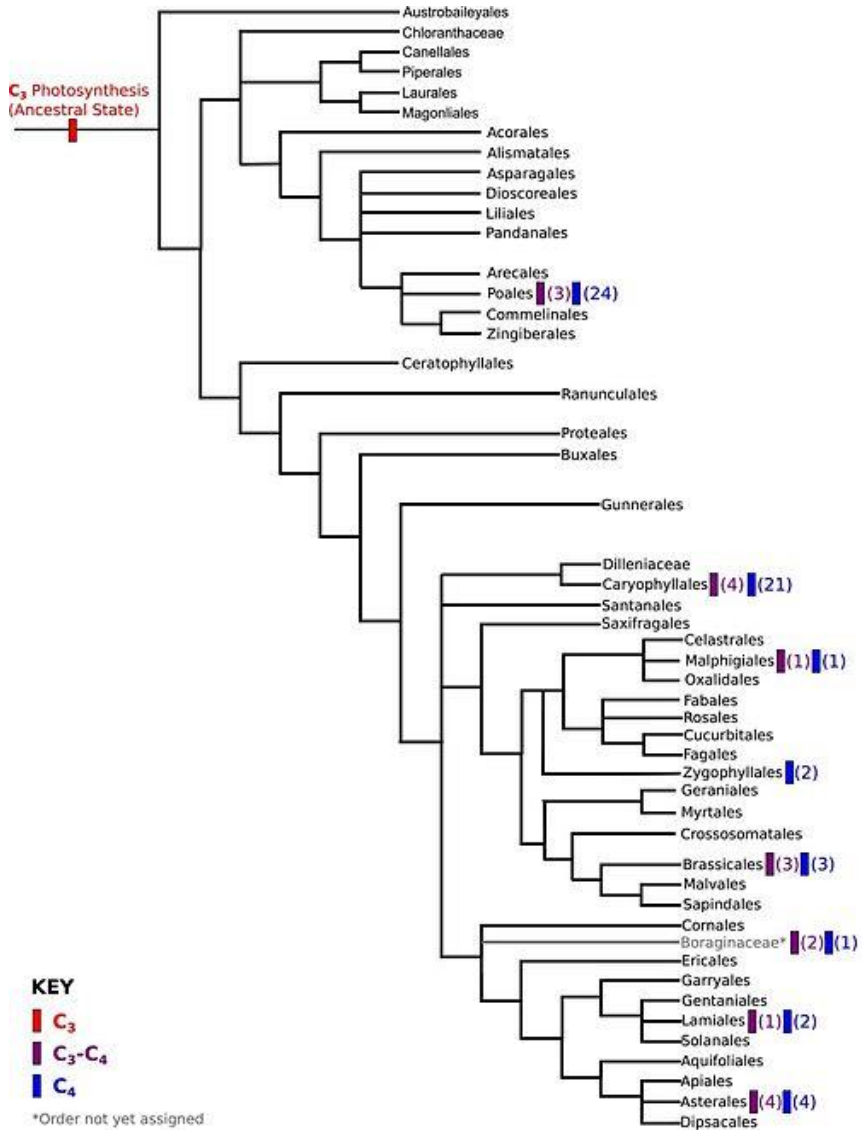 Austrobaileyales
Chloranthaceae
Canellales
Piperales
C₃ Photosynthesis
(Ancestral State)
Laurales
Magonliales
Acorales
Alismatales
Asparagales
Dioscoreales
Liliales
Pandanales
Arecales
Poales (3) (24)
Commelinales
Zingiberales
Ceratophyllales
Ranunculales
Proteales
Buxales
Gunnerales
Dilleniaceae
Caryophyllales (4) (21)
Santanales
Saxifragales
Celastrales
Malphigiales (1) (1)
Oxalidales
Fabales
Rosales
Cucurbitales
Fagales
Zygophyllales (2)
Geraniales
Myrtales
Crossosomatales
Brassicales (3) (3)
Malvales
Sapindales
Cornales
Boraginaceae* (2) (1)
Ericales
Garryales
Gentaniales
Lamiales (1) (2)
Solanales
Aquifoliales
Apiales
Asterales (4) (4)
Dipsacales
KEY
C₃
C₃-C₄
C₄
*Order not yet assigned